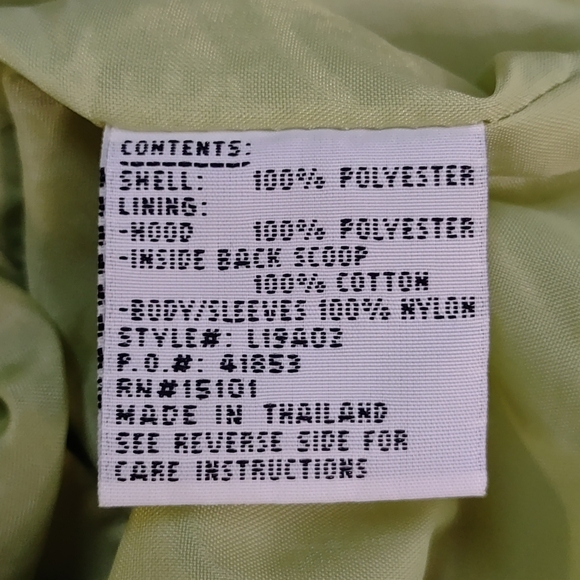 CONTENTS:
SHELL: 100% POLYESTER
LINING:
-HOOD 100% POLYESTER
-INSIDE BACK SCOOP
100% COTTON
-BODY/SLEEVES 100% NYLON
STYLE#: L19A02
P.O.#: 41853
RN#15101
MADE IN THAILAND
SEE REVERSE SIDE FOR
CARE INSTRUCTIONS